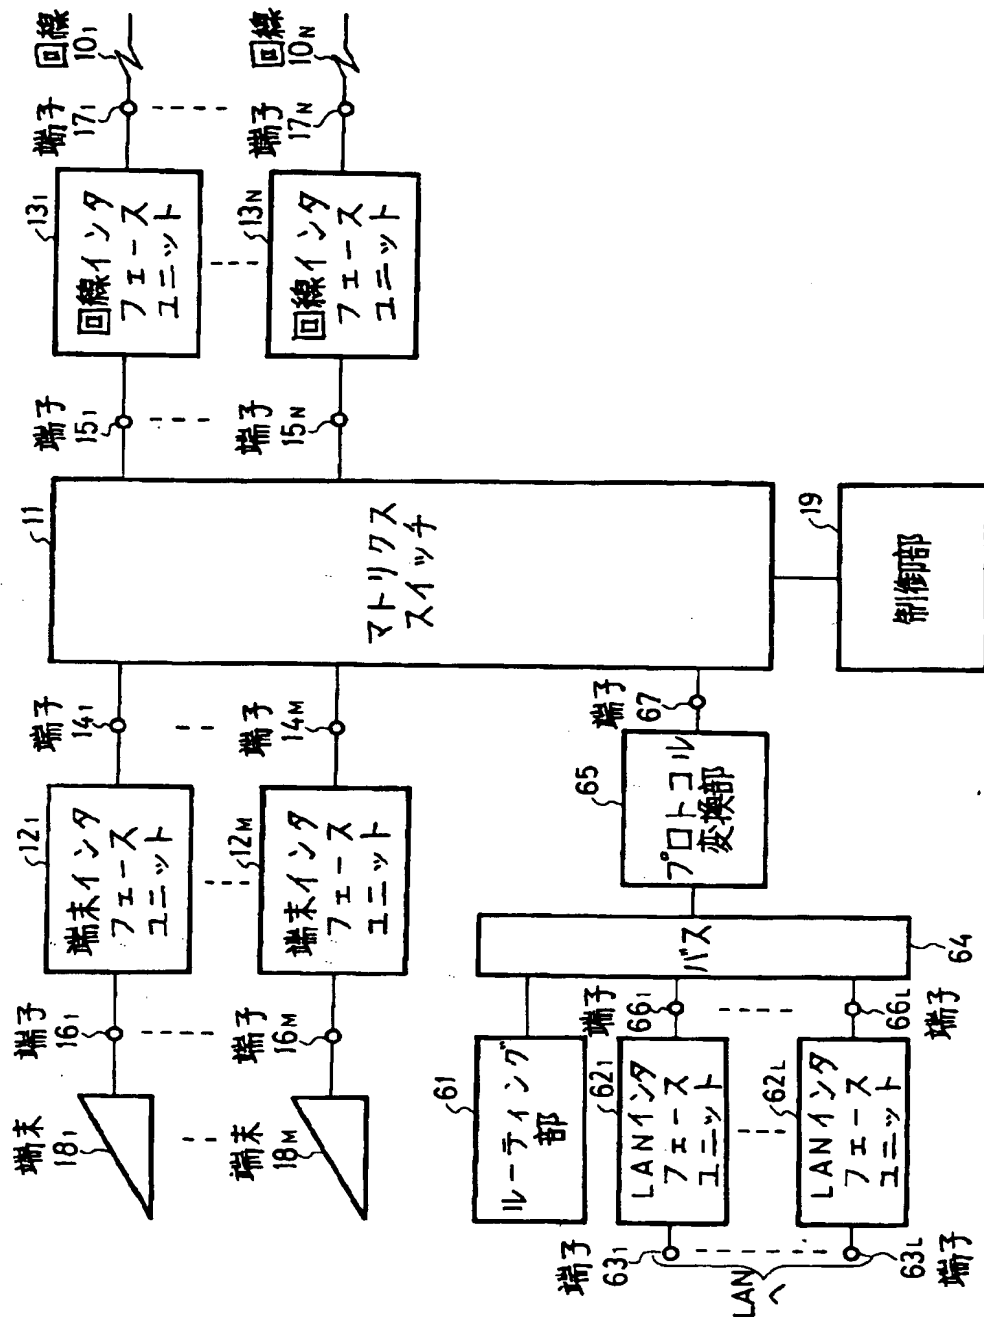 端末
18₁
端子
16₁
12₁
端末インタ
フェース
ユニット
端子
14₁
11
マトリクス
スイッチ
端子
15₁
13₁
回線インタ
フェース
ユニット
端子
17₁
回線
10₁
端末
18M
端子
16M
12M
端末インタ
フェース
ユニット
端子
14M
端子
15N
13N
回線インタ
フェース
ユニット
端子
17N
回線
10N
61
ルーティング
部
端子
63₁
62₁
LANインタ
フェース
ユニット
端子
66₁
バス
64
65
プロトコル
変換部
端子
67
19
制御部
LAN
へ
62L
LANインタ
フェース
ユニット
63L
端子
66L
端子